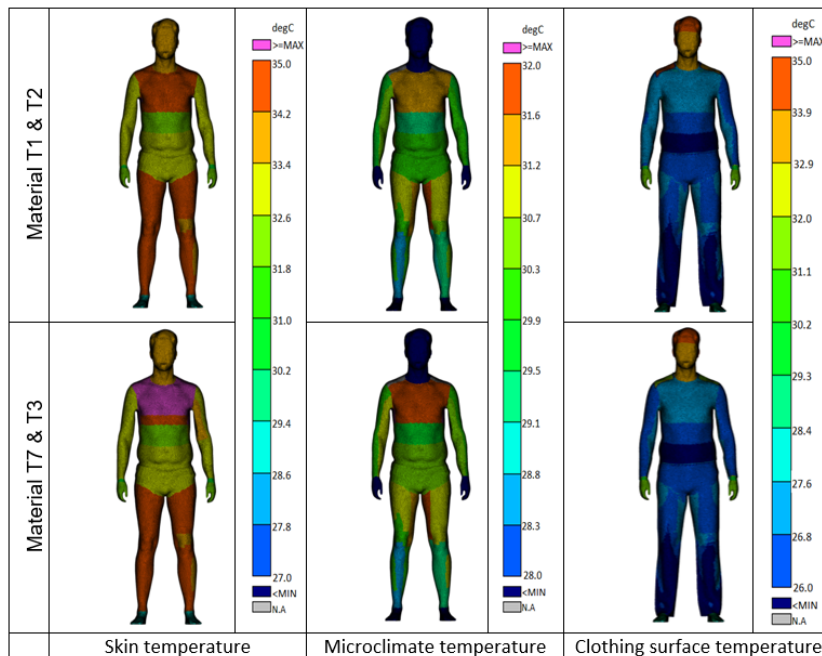 Material T1 & T2
degC
>=MAX
35.0
34.2
33.4
32.6
31.8
31.0
30.2
29.4
28.6
27.8
27.0
<MIN
N.A
degC
>=MAX
32.0
31.6
31.2
30.7
30.3
29.9
29.5
29.1
28.8
28.3
28.0
<MIN
N.A
degC
>=MAX
35.0
33.9
32.9
32.0
31.1
30.2
29.3
28.4
27.6
26.8
26.0
<MIN
N.A
Material T7 & T3
Skin temperature
Microclimate temperature
Clothing surface temperature